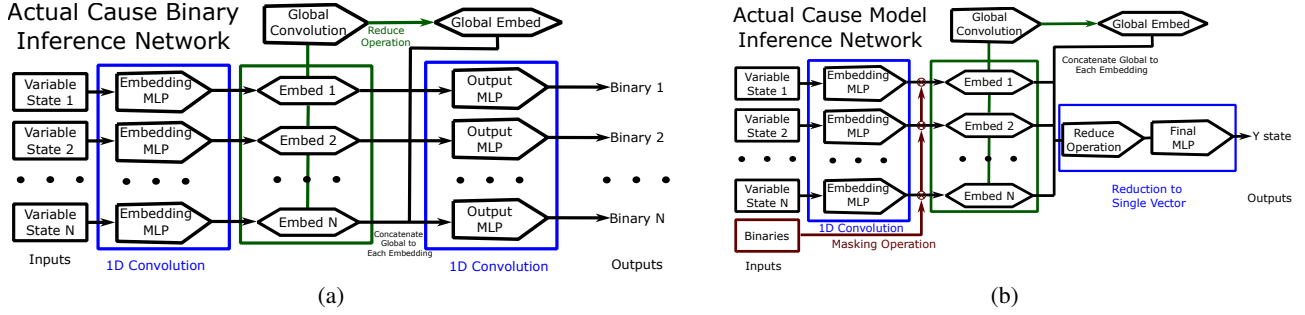 Actual Cause Binary
Inference Network
Global
Convolution
Reduce
Operation
Global Embed
Variable
State 1
Embedding
MLP
Embed 1
Output
MLP
Binary 1
Variable
State 2
Embedding
MLP
Embed 2
Output
MLP
Binary 2
Variable
State N
Embedding
MLP
Embed N
Concatenate
Global to
Each Embedding
Output
MLP
Binary N
Inputs
1D Convolution
1D Convolution
Outputs
(a)
Actual Cause Model
Inference Network
Global
Convolution
Global Embed
Concatenate Global to
Each Embedding
Variable
State 1
Embedding
MLP
Embed 1
Variable
State 2
Embedding
MLP
Embed 2
Reduce
Operation
Final
MLP
Y state
Variable
State N
Embedding
MLP
Embed N
Reduction to
Single Vector
Outputs
1D Convolution
Binaries
Masking Operation
Inputs
(b)